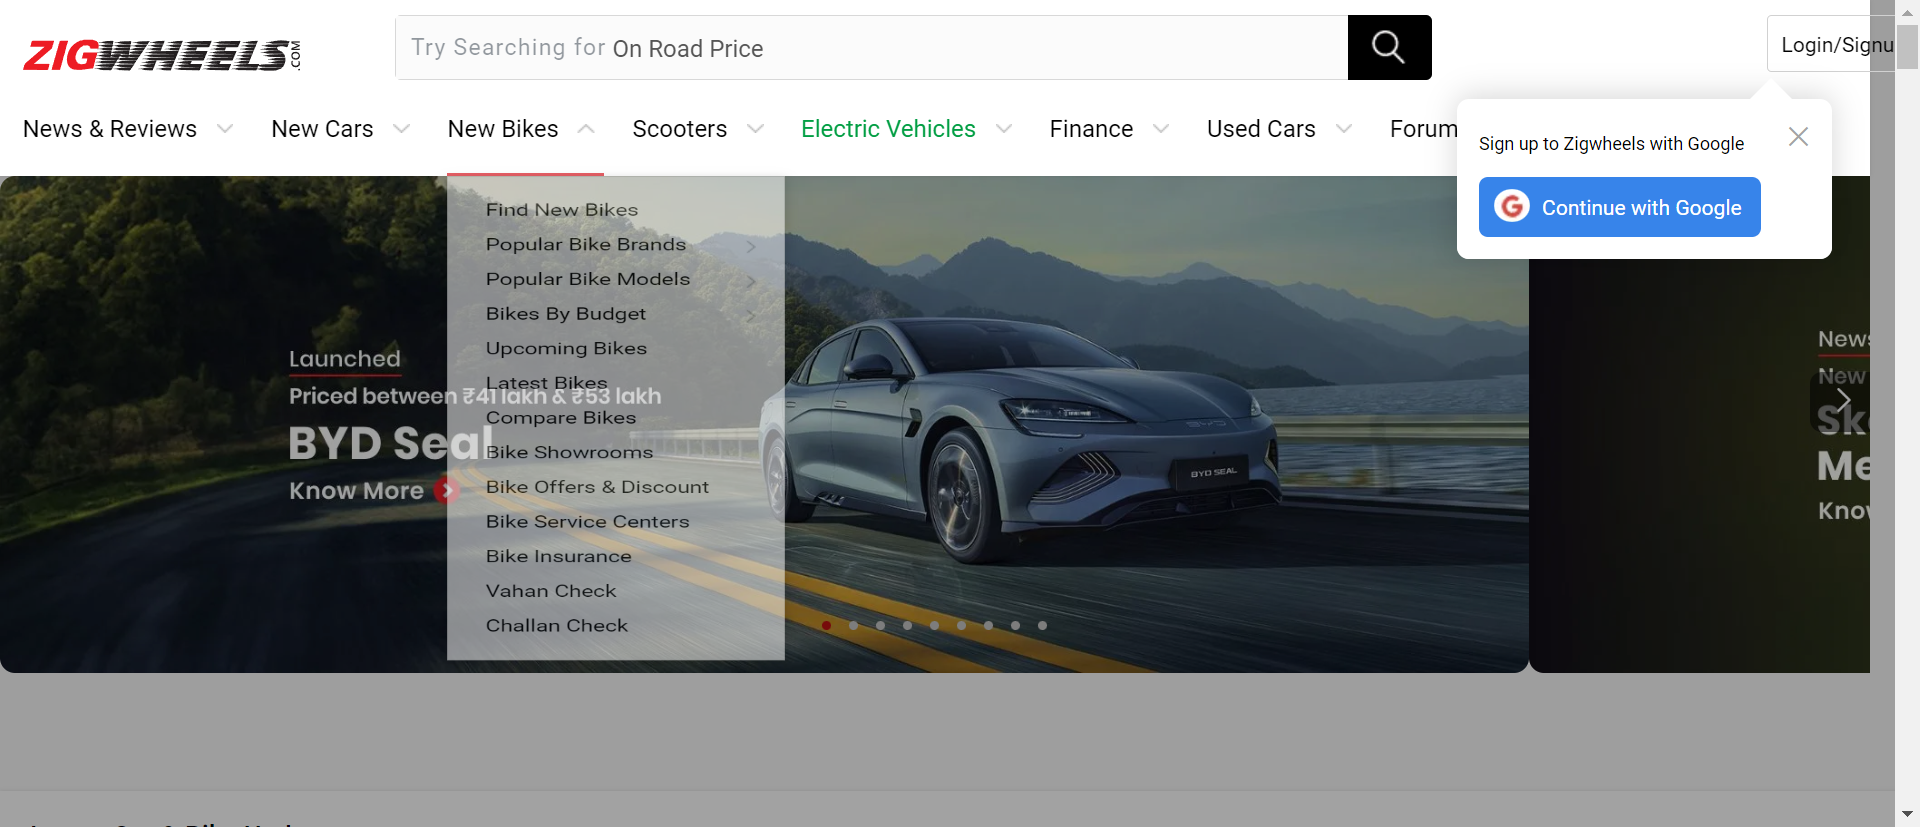 ZIGWHEELS.COM
Try Searching for On Road Price
Login/Signu
News & Reviews
New Cars
New Bikes
Scooters
Electric Vehicles
Finance
Used Cars
Forum
Sign up to Zigwheels with Google
Continue with Google
Find New Bikes
Popular Bike Brands
Popular Bike Models
Bikes By Budget
Upcoming Bikes
Latest Bikes
Compare Bikes
Bike Showrooms
Bike Offers & Discount
Bike Service Centers
Bike Insurance
Vahan Check
Challan Check
Launched
Priced between ₹41 lakh & ₹53 lakh
BYD Seal
Know More
BYD
BYD SEAL
News
New
Sk
Me
Know